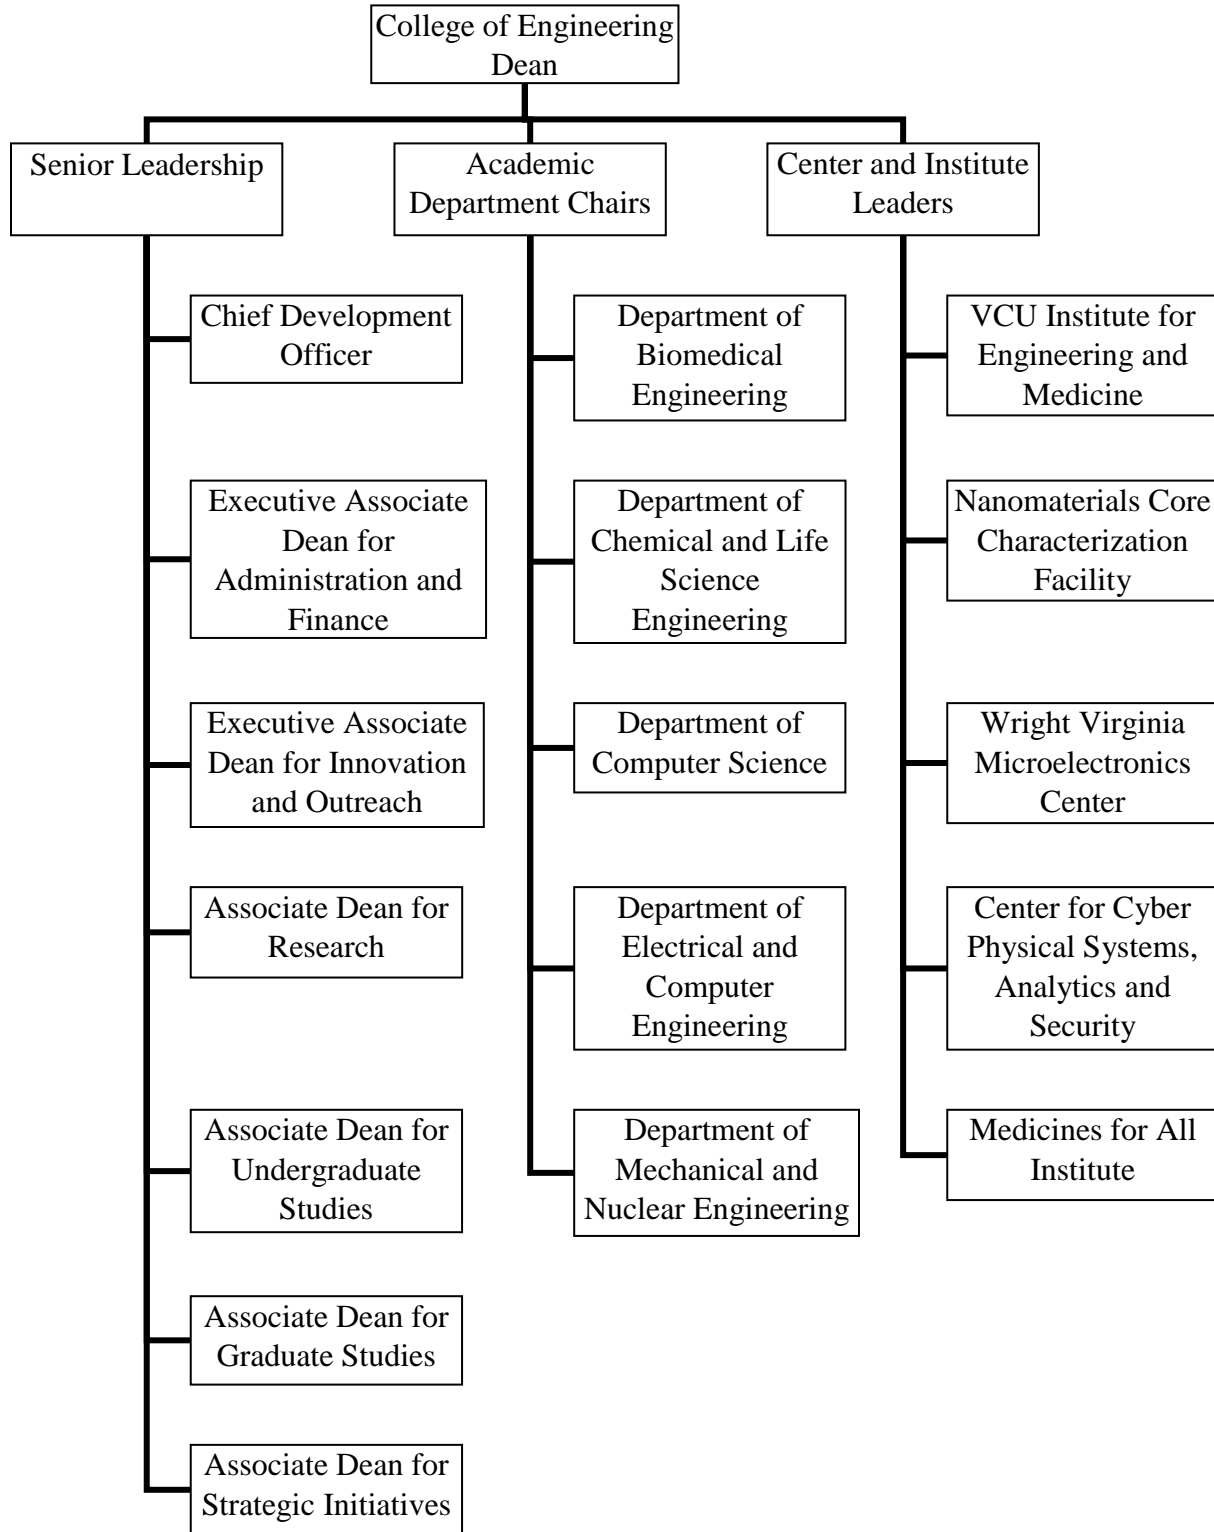 College of Engineering
Dean
Senior Leadership
Academic
Department Chairs
Center and Institute
Leaders
Chief Development
Officer
Executive Associate
Dean for
Administration and
Finance
Executive Associate
Dean for Innovation
and Outreach
Associate Dean for
Research
Associate Dean for
Undergraduate
Studies
Associate Dean for
Graduate Studies
Associate Dean for
Strategic Initiatives
Department of
Biomedical
Engineering
Department of
Chemical and Life
Science
Engineering
Department of
Computer Science
Department of
Electrical and
Computer
Engineering
Department of
Mechanical and
Nuclear Engineering
VCU Institute for
Engineering and
Medicine
Nanomaterials Core
Characterization
Facility
Wright Virginia
Microelectronics
Center
Center for Cyber
Physical Systems,
Analytics and
Security
Medicines for All
Institute